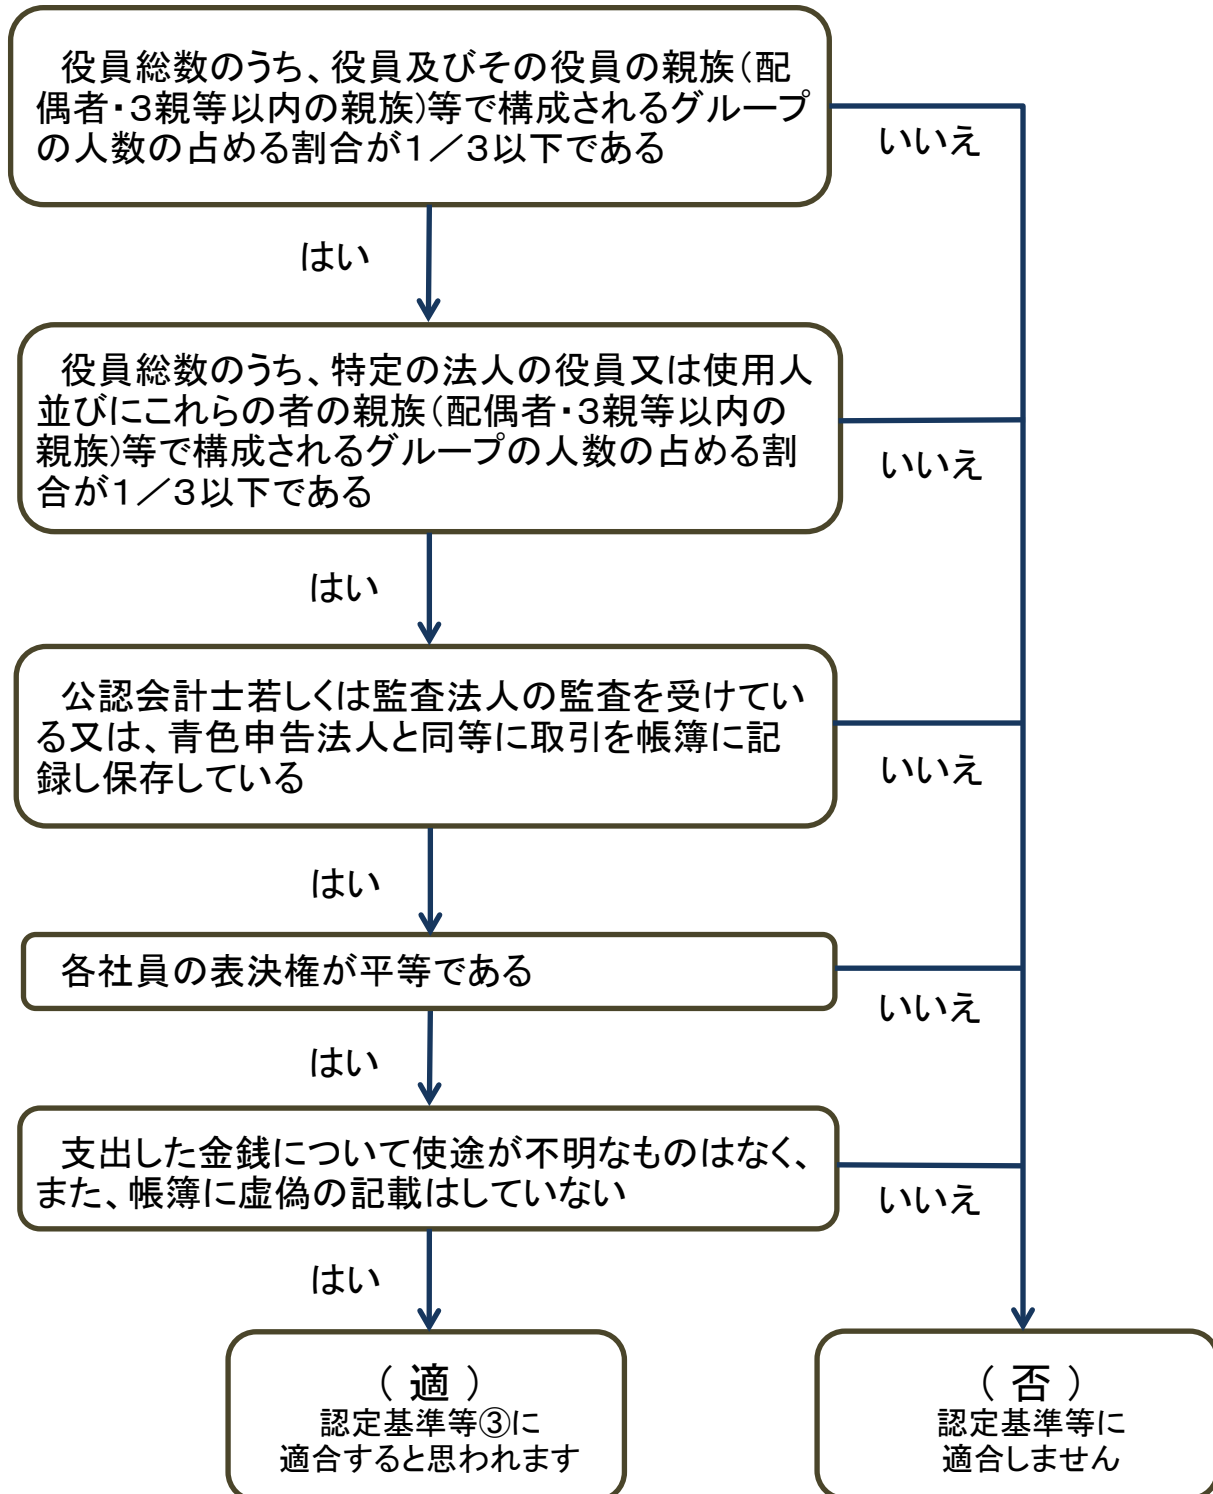 役員総数のうち、役員及びその役員の親族（配
偶者・3親等以内の親族)等で構成されるグループ
の人数の占める割合が1／3以下である
いいえ
はい
役員総数のうち、特定の法人の役員又は使用人
並びにこれらの者の親族（配偶者・3親等以内の
親族)等で構成されるグループの人数の占める割
合が1／3以下である
いいえ
はい
公認会計士若しくは監査法人の監査を受けてい
る又は、青色申告法人と同等に取引を帳簿に記
録し保存している
いいえ
はい
各社員の表決権が平等である
いいえ
はい
支出した金銭について使途が不明なものはなく、
また、帳簿に虚偽の記載はしていない
いいえ
はい
（ 適 ）
認定基準等③に
適合すると思われます
（ 否 ）
認定基準等に
適合しません